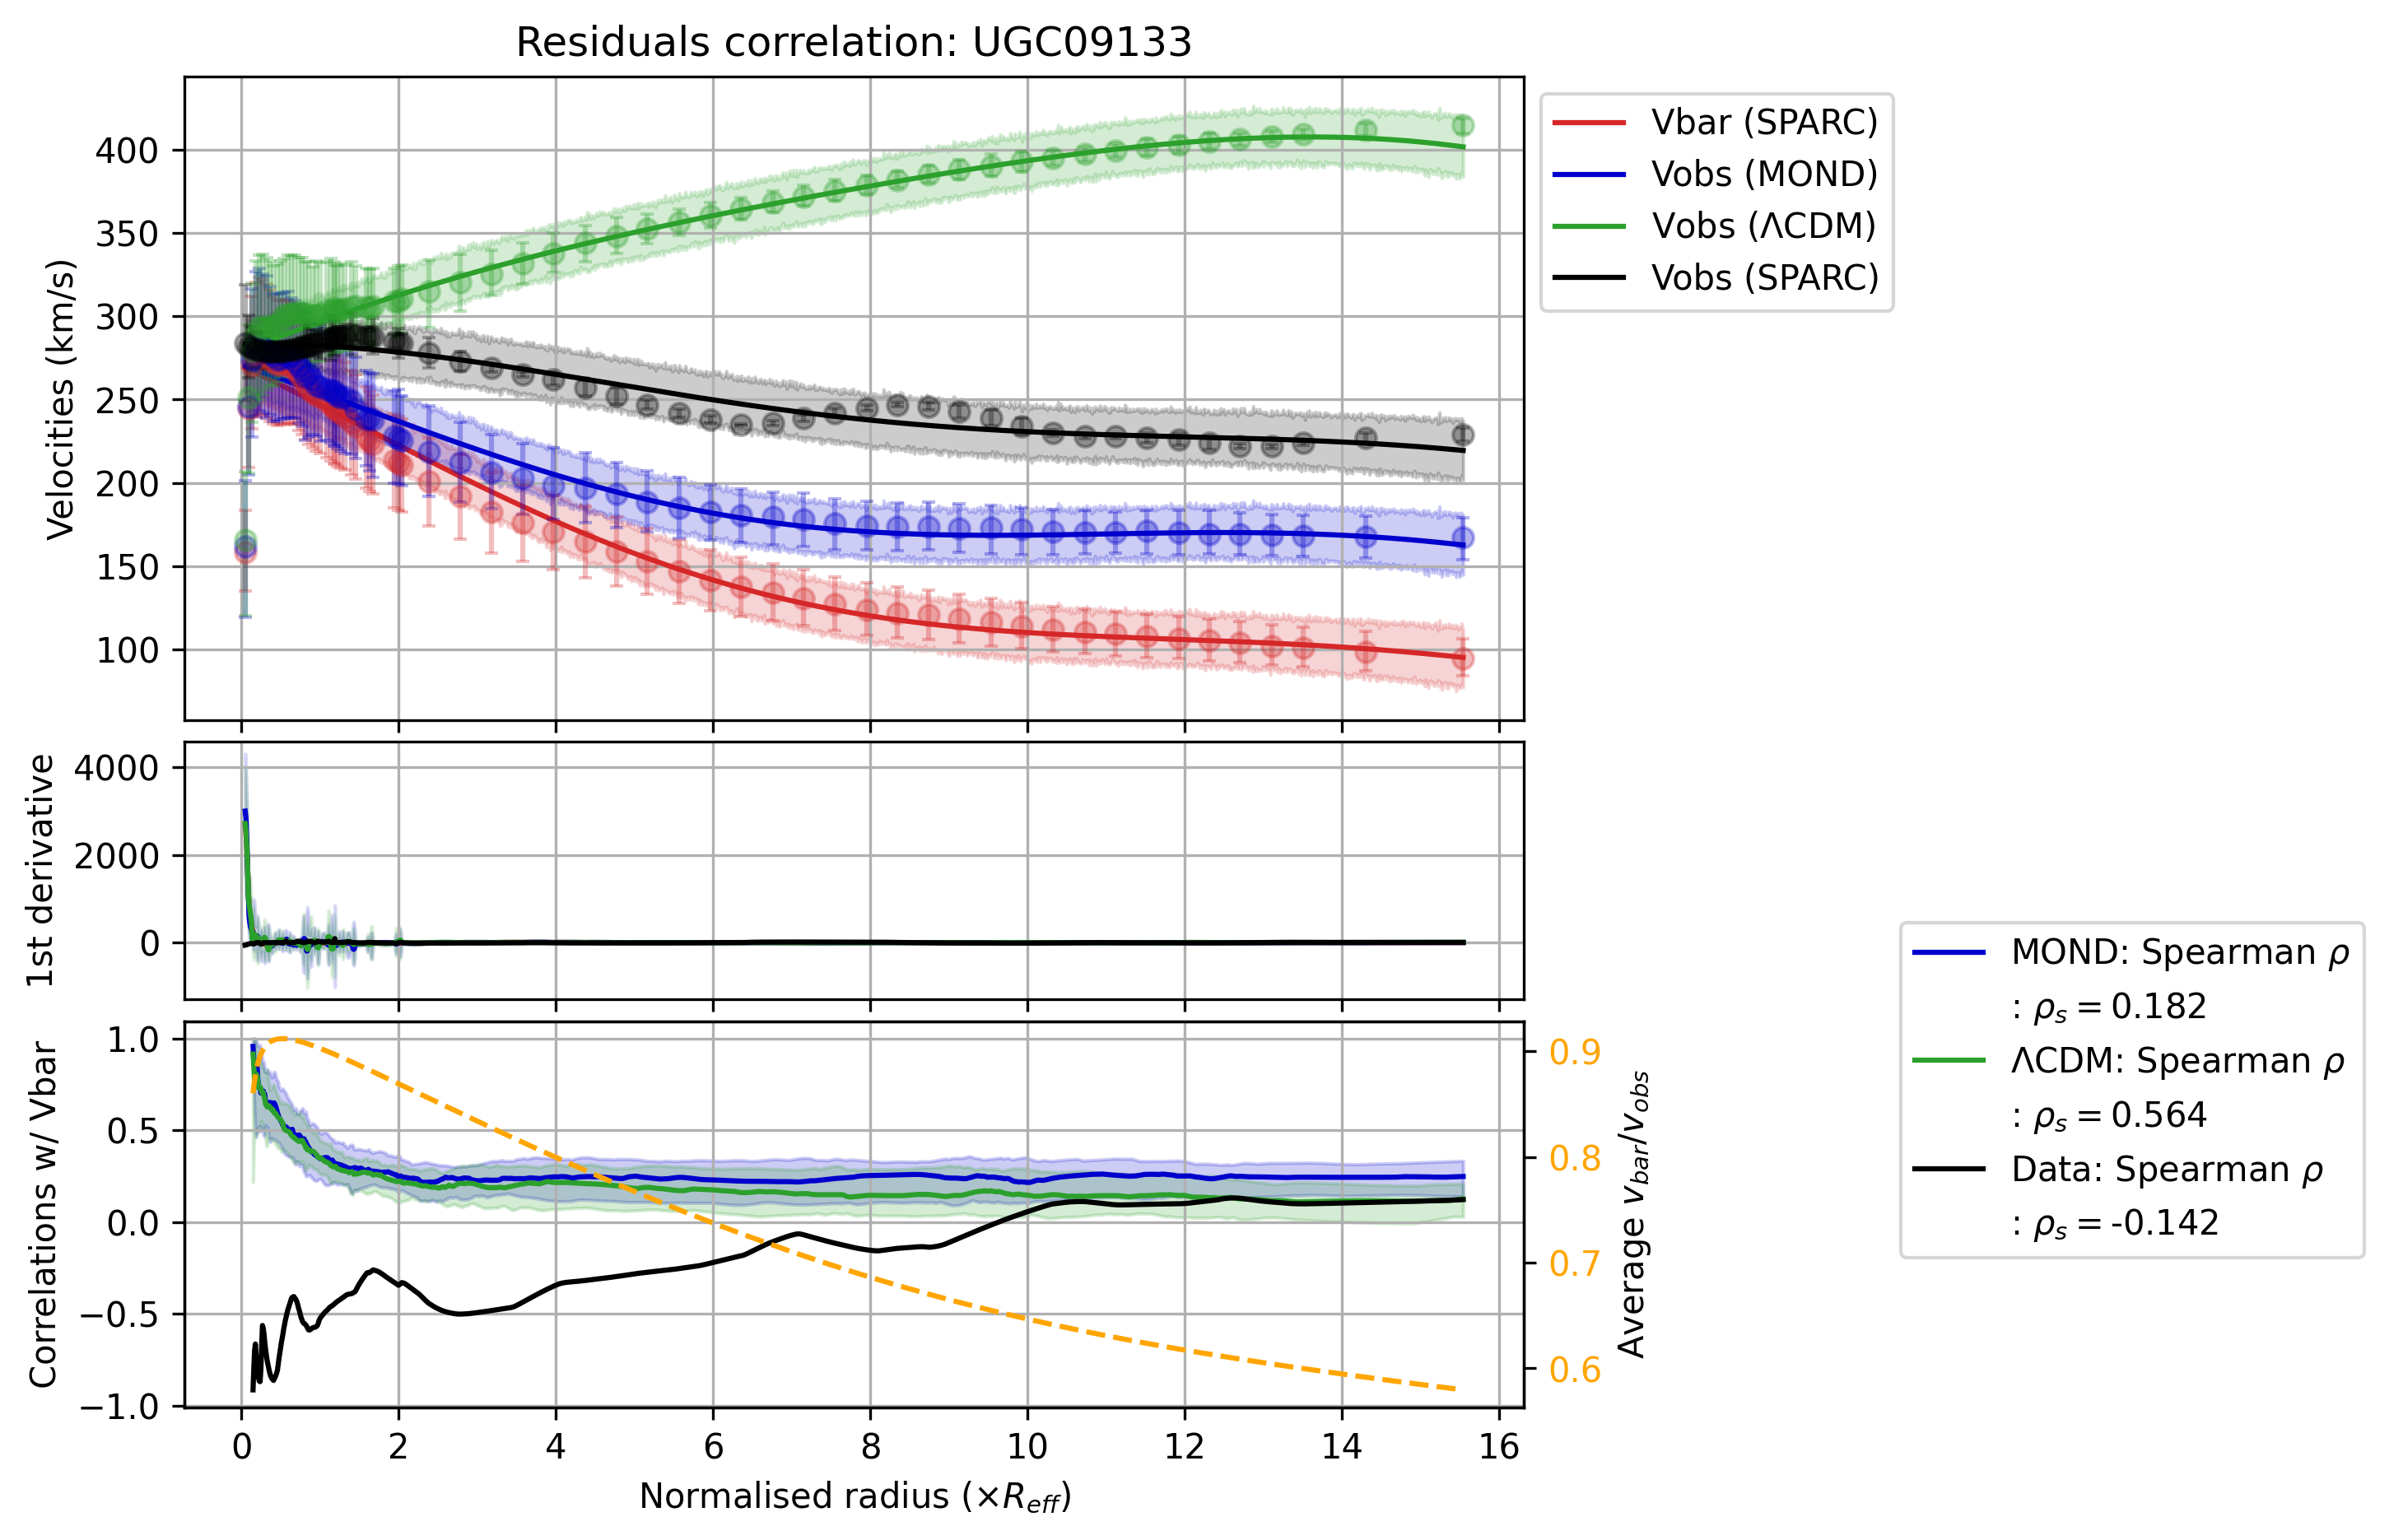 Residuals correlation: UGC09133
Velocities (km/s)
400
350
300
250
200
150
100
Vbar (SPARC)
Vobs (MOND)
Vobs (ΛCDM)
Vobs (SPARC)
1st derivative
4000
2000
0
Correlations w/ Vbar
1.0
0.5
0.0
−0.5
−1.0
0.9
0.8
0.7
0.6
Average v_bar/v_obs
MOND: Spearman ρ
: ρ_s = 0.182
ΛCDM: Spearman ρ
: ρ_s = 0.564
Data: Spearman ρ
: ρ_s = -0.142
0 2 4 6 8 10 12 14 16
Normalised radius (×R_eff)